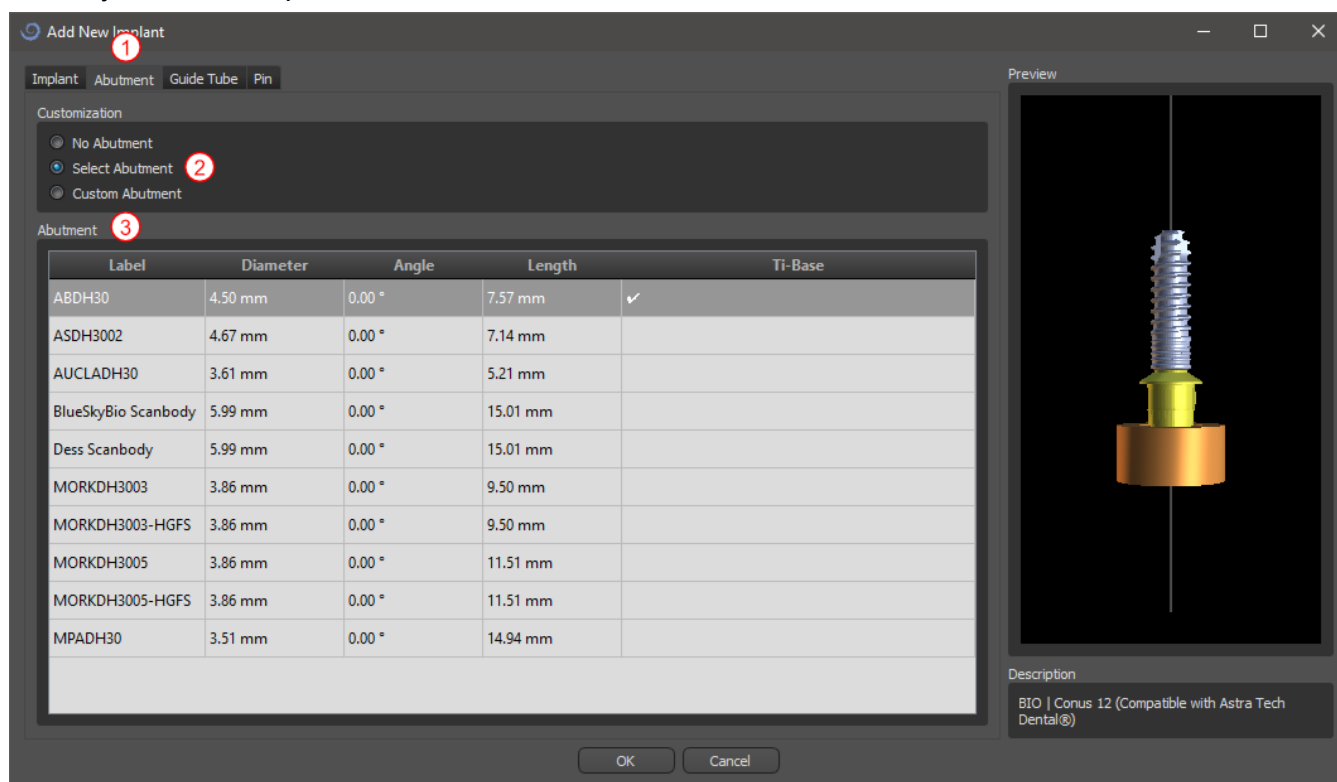 Add New Implant
1
Implant Abutment Guide Tube Pin
Preview
Customization
No Abutment
Select Abutment 2
Custom Abutment
Abutment 3
Label Diameter Angle Length Ti-Base
ABDH30 4.50 mm 0.00 ° 7.57 mm ✔
ASDH3002 4.67 mm 0.00 ° 7.14 mm
AUCLADH30 3.61 mm 0.00 ° 5.21 mm
BlueSkyBio Scanbody 5.99 mm 0.00 ° 15.01 mm
Dess Scanbody 5.99 mm 0.00 ° 15.01 mm
MORKDH3003 3.86 mm 0.00 ° 9.50 mm
MORKDH3003-HGFS 3.86 mm 0.00 ° 9.50 mm
MORKDH3005 3.86 mm 0.00 ° 11.51 mm
MORKDH3005-HGFS 3.86 mm 0.00 ° 11.51 mm
MPADH30 3.51 mm 0.00 ° 14.94 mm
Description
BIO | Conus 12 (Compatible with Astra Tech
Dental®)
OK Cancel